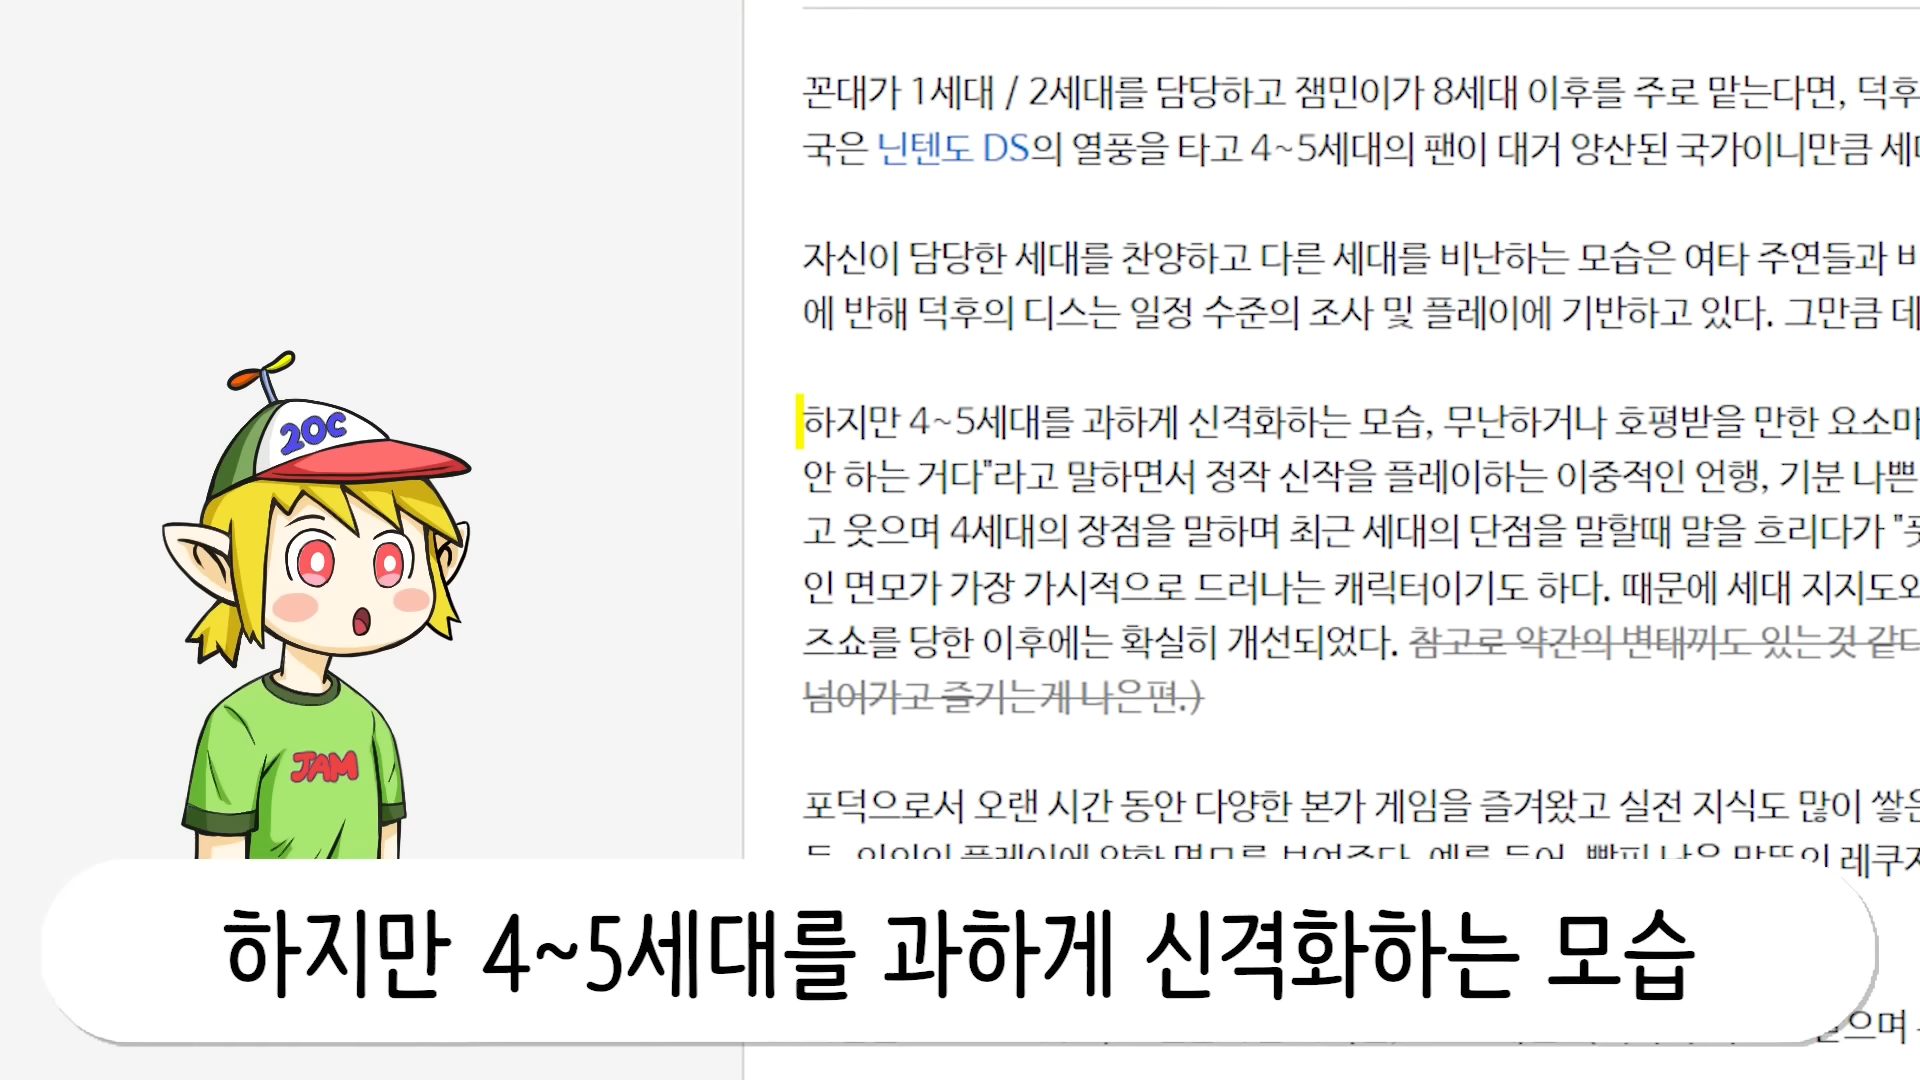 꼰대가 1세대 / 2세대를 담당하고 잼민이가 8세대 이후를 주로 맡는다면, 덕후
국은 닌텐도 DS의 열풍을 타고 4~5세대의 팬이 대거 양산된 국가이니만큼 세대
자신이 담당한 세대를 찬양하고 다른 세대를 비난하는 모습은 여타 주연들과 비
에 반해 덕후의 디스는 일정 수준의 조사 및 플레이에 기반하고 있다. 그만큼 데
하지만 4~5세대를 과하게 신격화하는 모습, 무난하거나 호평받을 만한 요소마
안 하는 거다"라고 말하면서 정작 신작을 플레이하는 이중적인 언행, 기분 나쁜
고 웃으며 4세대의 장점을 말하며 최근 세대의 단점을 말할때 말을 흐리다가 "풋
인 면모가 가장 가시적으로 드러나는 캐릭터이기도 하다. 때문에 세대 지지도와
즈쇼를 당한 이후에는 확실히 개선되었다. 참고로 약간의 변태끼도 있는것 같다
넘어가고 즐기는게 나은편.)
20C
JAM
포덕으로서 오랜 시간 동안 다양한 본가 게임을 즐겨왔고 실전 지식도 많이 쌓은
하지만 4~5세대를 과하게 신격화하는 모습